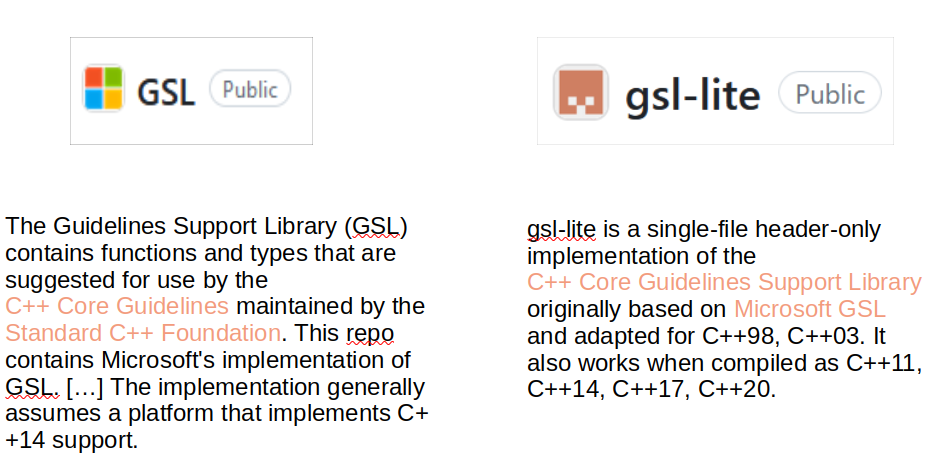 GSL Public
The Guidelines Support Library (GSL)
contains functions and types that are
suggested for use by the
C++ Core Guidelines maintained by the
Standard C++ Foundation. This repo
contains Microsoft's implementation of
GSL. […] The implementation generally
assumes a platform that implements C+
+14 support.
gsl-lite Public
gsl-lite is a single-file header-only
implementation of the
C++ Core Guidelines Support Library
originally based on Microsoft GSL
and adapted for C++98, C++03. It
also works when compiled as C++11,
C++14, C++17, C++20.